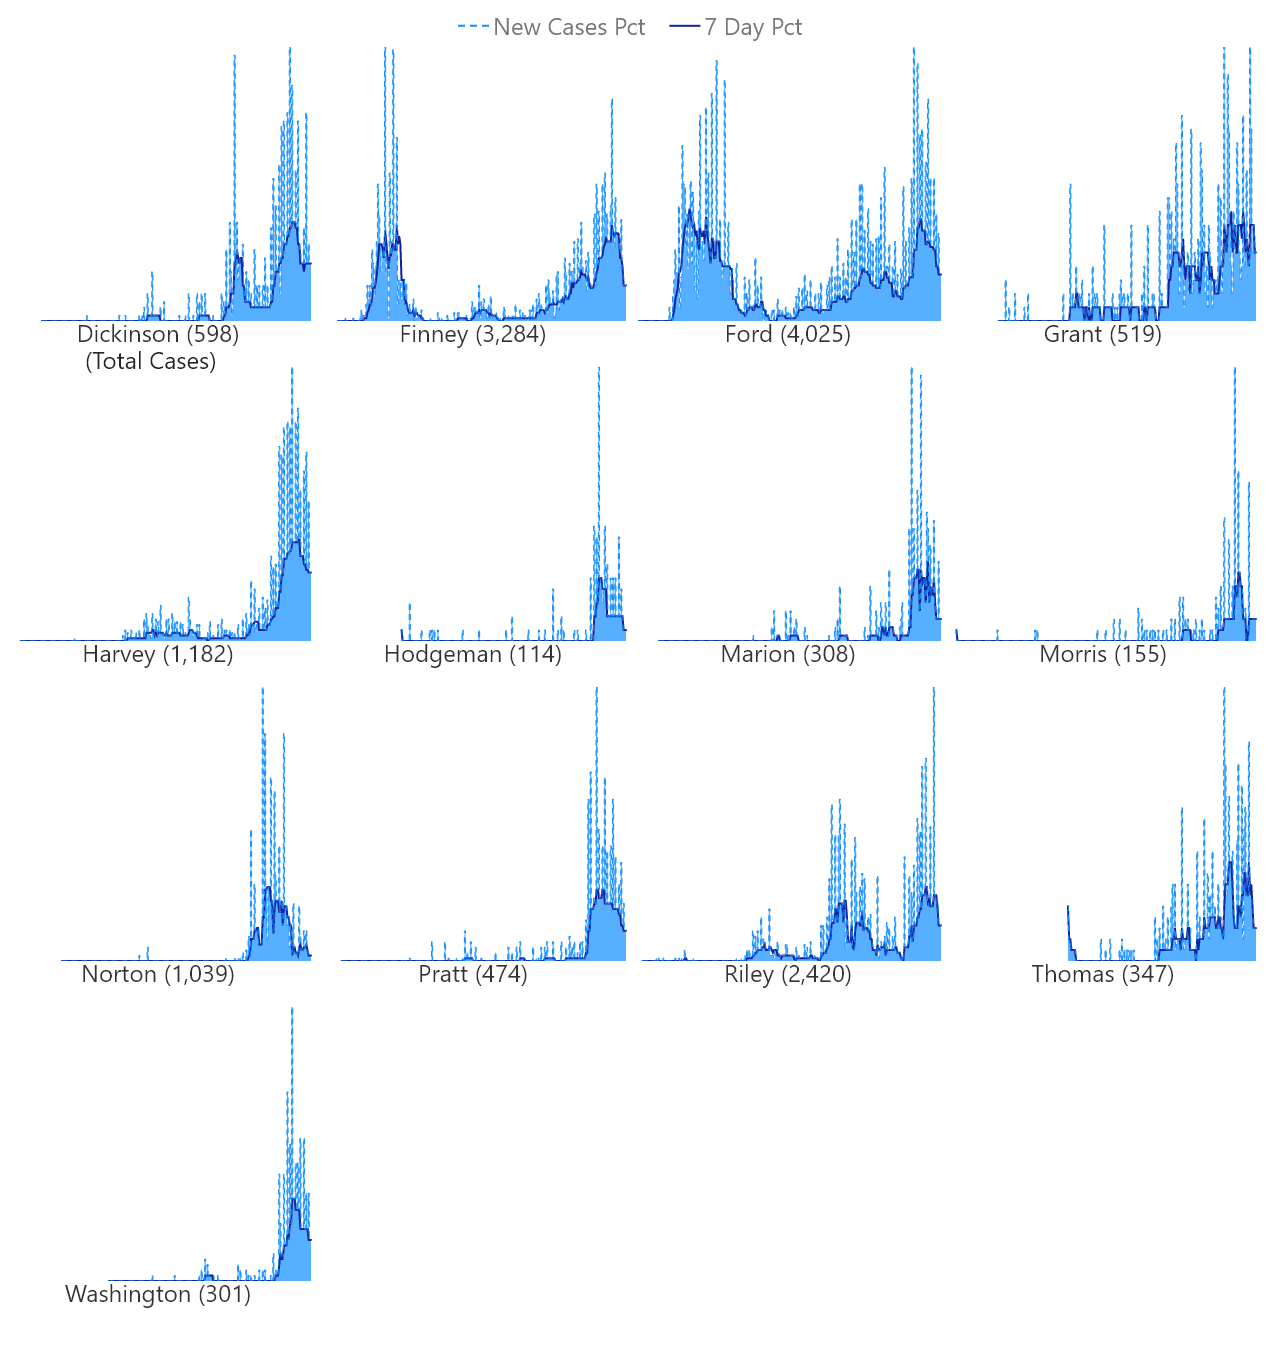 New Cases Pct 7 Day Pct
Dickinson (598) Finney (3,284) Ford (4,025) Grant (519)
(Total Cases)
Harvey (1,182) Hodgeman (114) Marion (308) Morris (155)
Norton (1,039) Pratt (474) Riley (2,420) Thomas (347)
Washington (301)